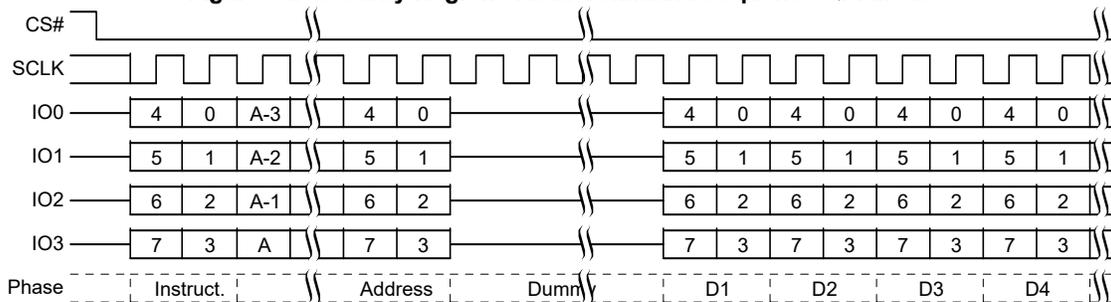 CS#
SCLK
IO0 4 0 A-3 4 0 4 0 4 0 4 0 4 0
IO1 5 1 A-2 5 1 5 1 5 1 5 1 5 1
IO2 6 2 A-1 6 2 6 2 6 2 6 2 6 2
IO3 7 3 A 7 3 7 3 7 3 7 3 7 3
Phase Instruct. Address Dummy D1 D2 D3 D4